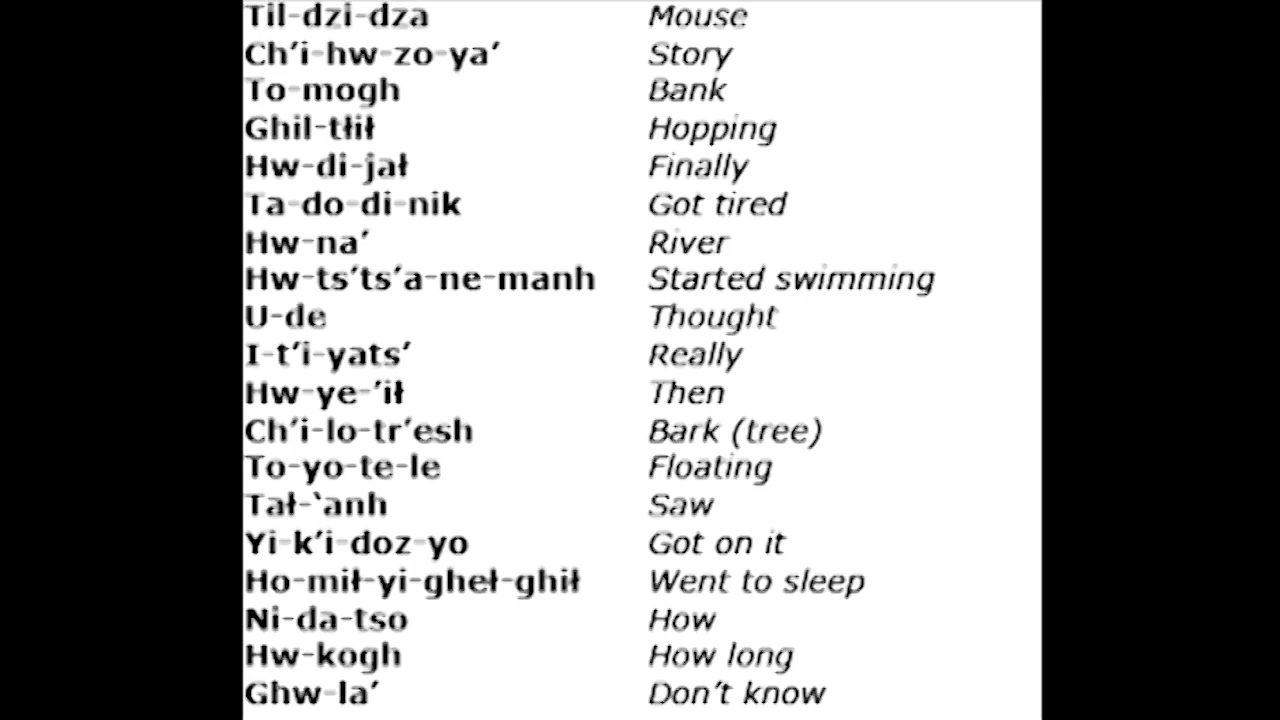 Til-dzi-dza Mouse
Ch’i-hw-zo-ya’ Story
To-mogh Bank
Ghil-tłił Hopping
Hw-di-jał Finally
Ta-do-di-nik Got tired
Hw-na’ River
Hw-ts’ts’a-ne-manh Started swimming
U-de Thought
I-t’i-yats’ Really
Hw-ye-’ił Then
Ch’i-lo-tr’esh Bark (tree)
To-yo-te-le Floating
Tał-‘anh Saw
Yi-k’i-doz-yo Got on it
Ho-mił-yi-gheł-ghił Went to sleep
Ni-da-tso How
Hw-kogh How long
Ghw-la’ Don’t know